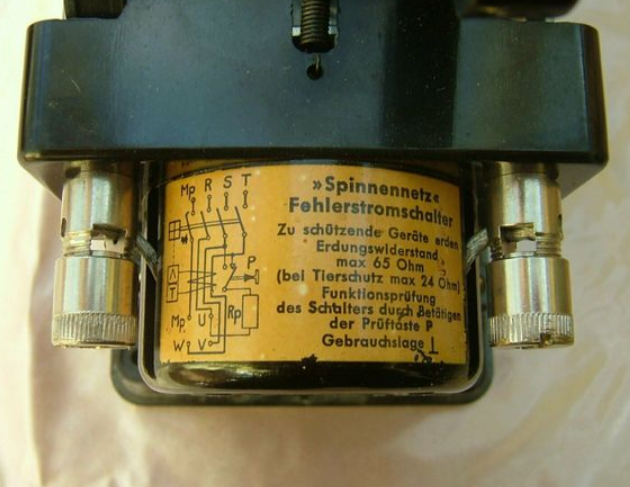 Mp R S T
P
Mp U Rp
W V
»Spinnennetz«
Fehlerstromschalter
Zu schützende Geräte erden
Erdungswiderstand
max 65 Ohm
(bei Tierschutz max 24 Ohm)
Funktionsprüfung
des Schalters durch Betätigen
der Prüftaste P
Gebrauchslage ⊥